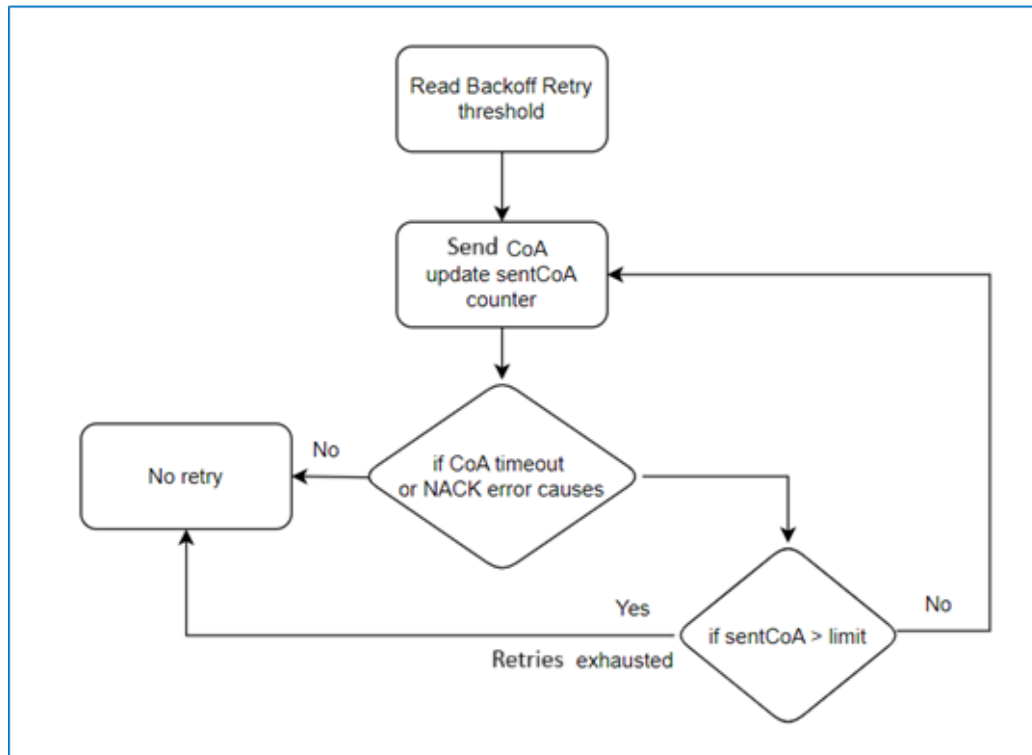 Read Backoff Retry
threshold
Send CoA
update sentCoA
counter
No
No retry
if CoA timeout
or NACK error causes
Yes
No
if sentCoA > limit
Retries exhausted